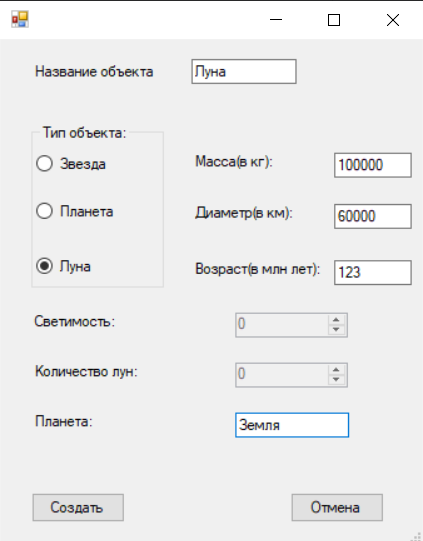 Название объекта Луна
Тип объекта:
Звезда Масса(в кг): 100000
Планета Диаметр(в км): 60000
Луна Возраст(в млн лет): 123
Светимость: 0
Количество лун: 0
Планета: Земля
Создать Отмена